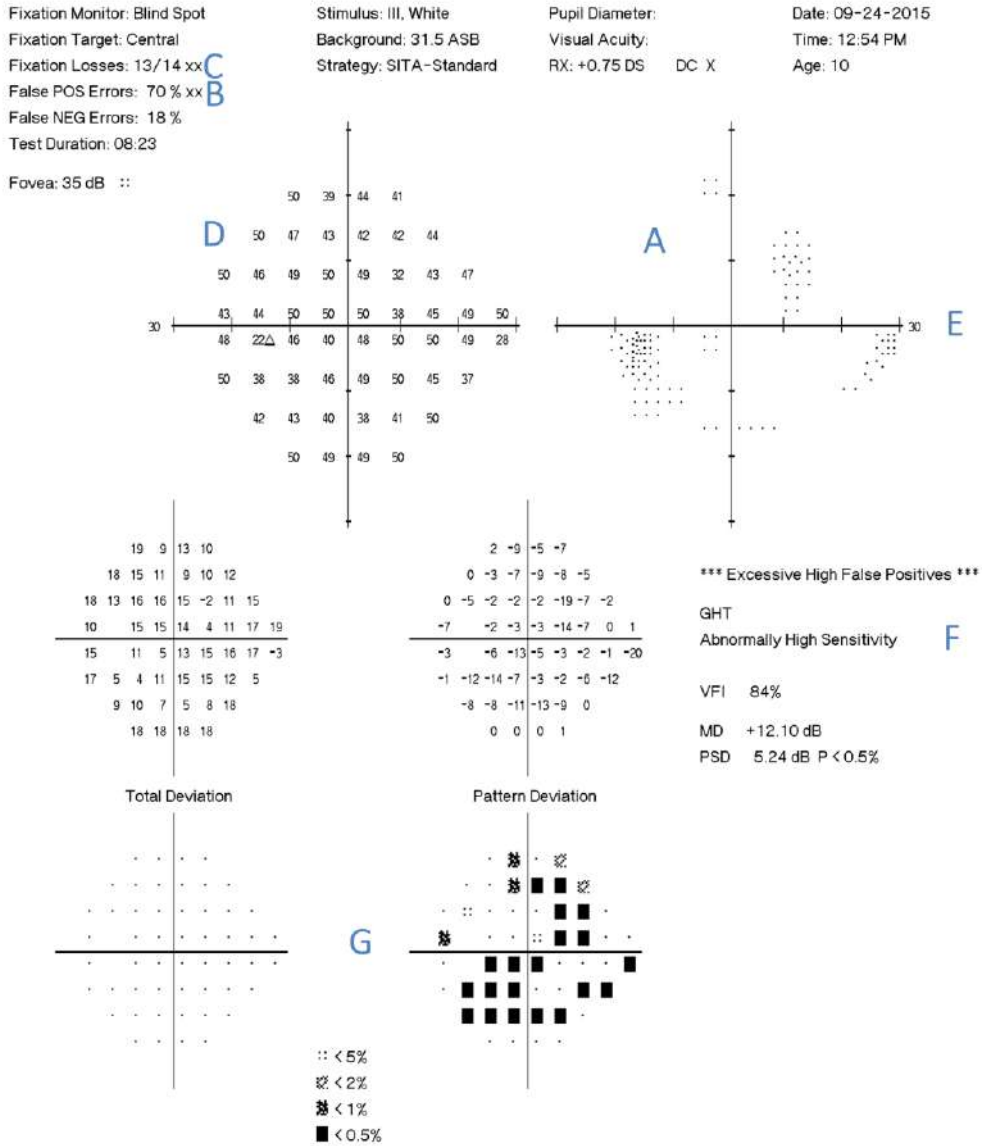 Fixation Monitor: Blind Spot Stimulus: III, White Pupil Diameter: Date: 09-24-2015
Fixation Target: Central Background: 31.5 ASB Visual Acuity: Time: 12:54 PM
Fixation Losses: 13/14 xx C Strategy: SITA-Standard RX: +0.75 DS DC X Age: 10
False POS Errors: 70 % xx B
False NEG Errors: 18 %
Test Duration: 08:23
Fovea: 35 dB ::
50 39 44 41
D 50 47 43 42 42 44 A
50 46 49 50 49 32 43 47
43 44 50 50 50 38 45 49 50
30 30 E
48 22△ 46 40 48 50 50 49 28
50 38 38 46 49 50 45 37
42 43 40 38 41 50
50 49 49 50
19 9 13 10 2 -9 -5 -7
18 15 11 9 10 12 0 -3 -7 -9 -8 -5 *** Excessive High False Positives ***
18 13 16 16 15 -2 11 15 0 -5 -2 -2 -2 -19 -7 -2 GHT
10 15 15 14 4 11 17 19 -7 -2 -3 -3 -14 -7 0 1 Abnormally High Sensitivity F
15 11 5 13 15 16 17 -3 -3 -6 -13 -5 -3 -2 -1 -20
17 5 4 11 15 15 12 5 -1 -12 -14 -7 -3 -2 -6 -12 VFI 84%
9 10 7 5 8 18 -8 -8 -11 -13 -9 0
18 18 18 18 0 0 0 1 MD +12.10 dB
PSD 5.24 dB P < 0.5%
Total Deviation Pattern Deviation
G
:: < 5%
< 2%
< 1%
■ < 0.5%